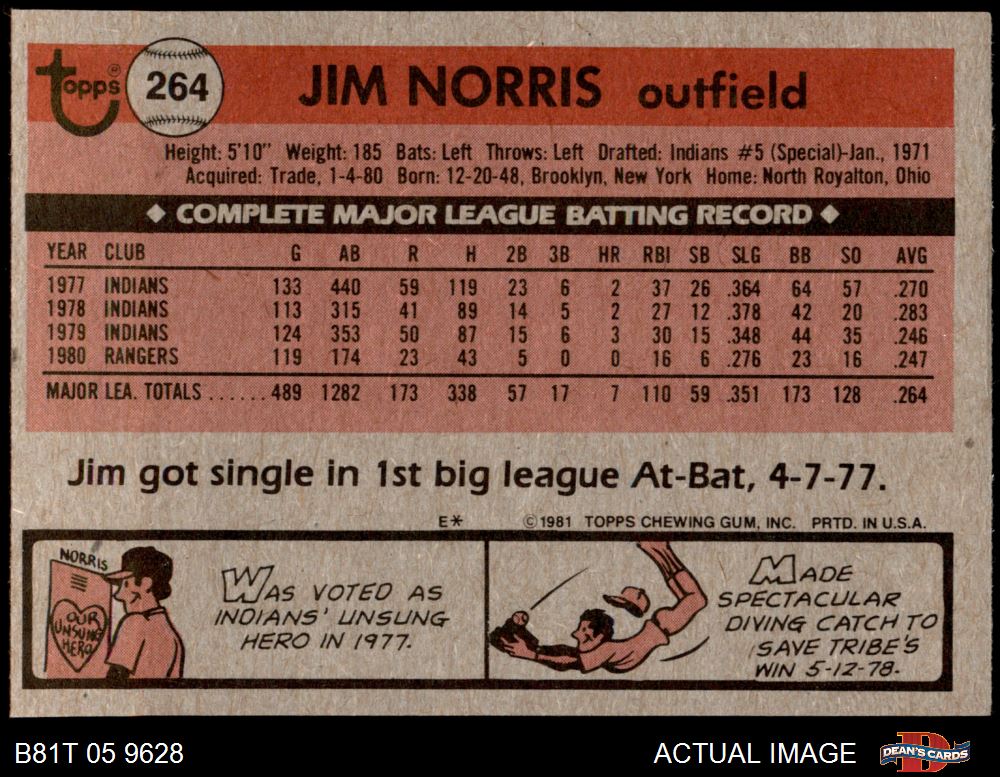 topps® 264 JIM NORRIS outfield
Height: 5'10" Weight: 185 Bats: Left Throws: Left Drafted: Indians #5 (Special)-Jan., 1971
Acquired: Trade, 1-4-80 Born: 12-20-48, Brooklyn, New York Home: North Royalton, Ohio
◆ COMPLETE MAJOR LEAGUE BATTING RECORD ◆
YEAR CLUB G AB R H 2B 3B HR RBI SB SLG BB SO AVG
1977 INDIANS 133 440 59 119 23 6 2 37 26 .364 64 57 .270
1978 INDIANS 113 315 41 89 14 5 2 27 12 .378 42 20 .283
1979 INDIANS 124 353 50 87 15 6 3 30 15 .348 44 35 .246
1980 RANGERS 119 174 23 43 5 0 0 16 6 .276 23 16 .247
MAJOR LEA. TOTALS ...... 489 1282 173 338 57 17 7 110 59 .351 173 128 .264
Jim got single in 1st big league At-Bat, 4-7-77.
E* ©1981 TOPPS CHEWING GUM, INC. PRTD. IN U.S.A.
NORRIS
OUR
UNSUNG
HERO
WAS VOTED AS
INDIANS' UNSUNG
HERO IN 1977.
MADE
SPECTACULAR
DIVING CATCH TO
SAVE TRIBE'S
WIN 5-12-78.
B81T 05 9628 ACTUAL IMAGE DEAN'S CARDS